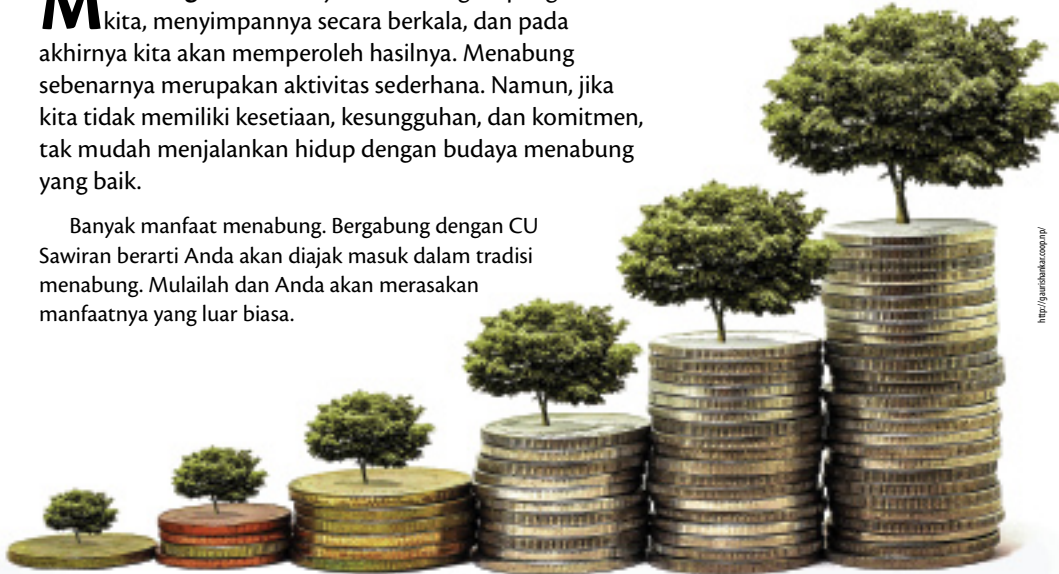 M
kita, menyimpannya secara berkala, dan pada
akhirnya kita akan memperoleh hasilnya. Menabung
sebenarnya merupakan aktivitas sederhana. Namun, jika
kita tidak memiliki kesetiaan, kesungguhan, dan komitmen,
tak mudah menjalankan hidup dengan budaya menabung
yang baik.
Banyak manfaat menabung. Bergabung dengan CU
Sawiran berarti Anda akan diajak masuk dalam tradisi
menabung. Mulailah dan Anda akan merasakan
manfaatnya yang luar biasa.
http://gaurishankar.coop.np/